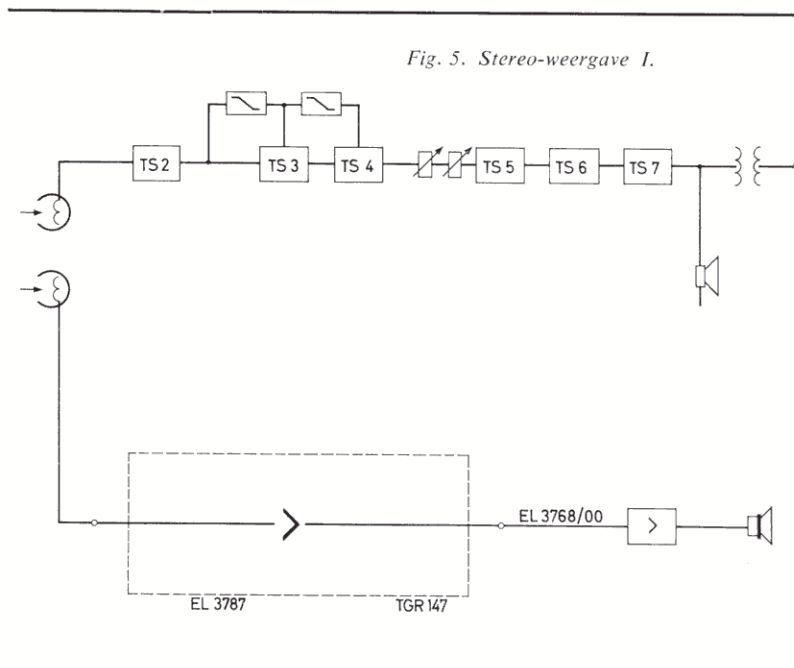 Fig. 5. Stereo-weergave I.
TS 2
TS 3
TS 4
TS 5
TS 6
TS 7
EL 3768/00
EL 3787
TGR 147